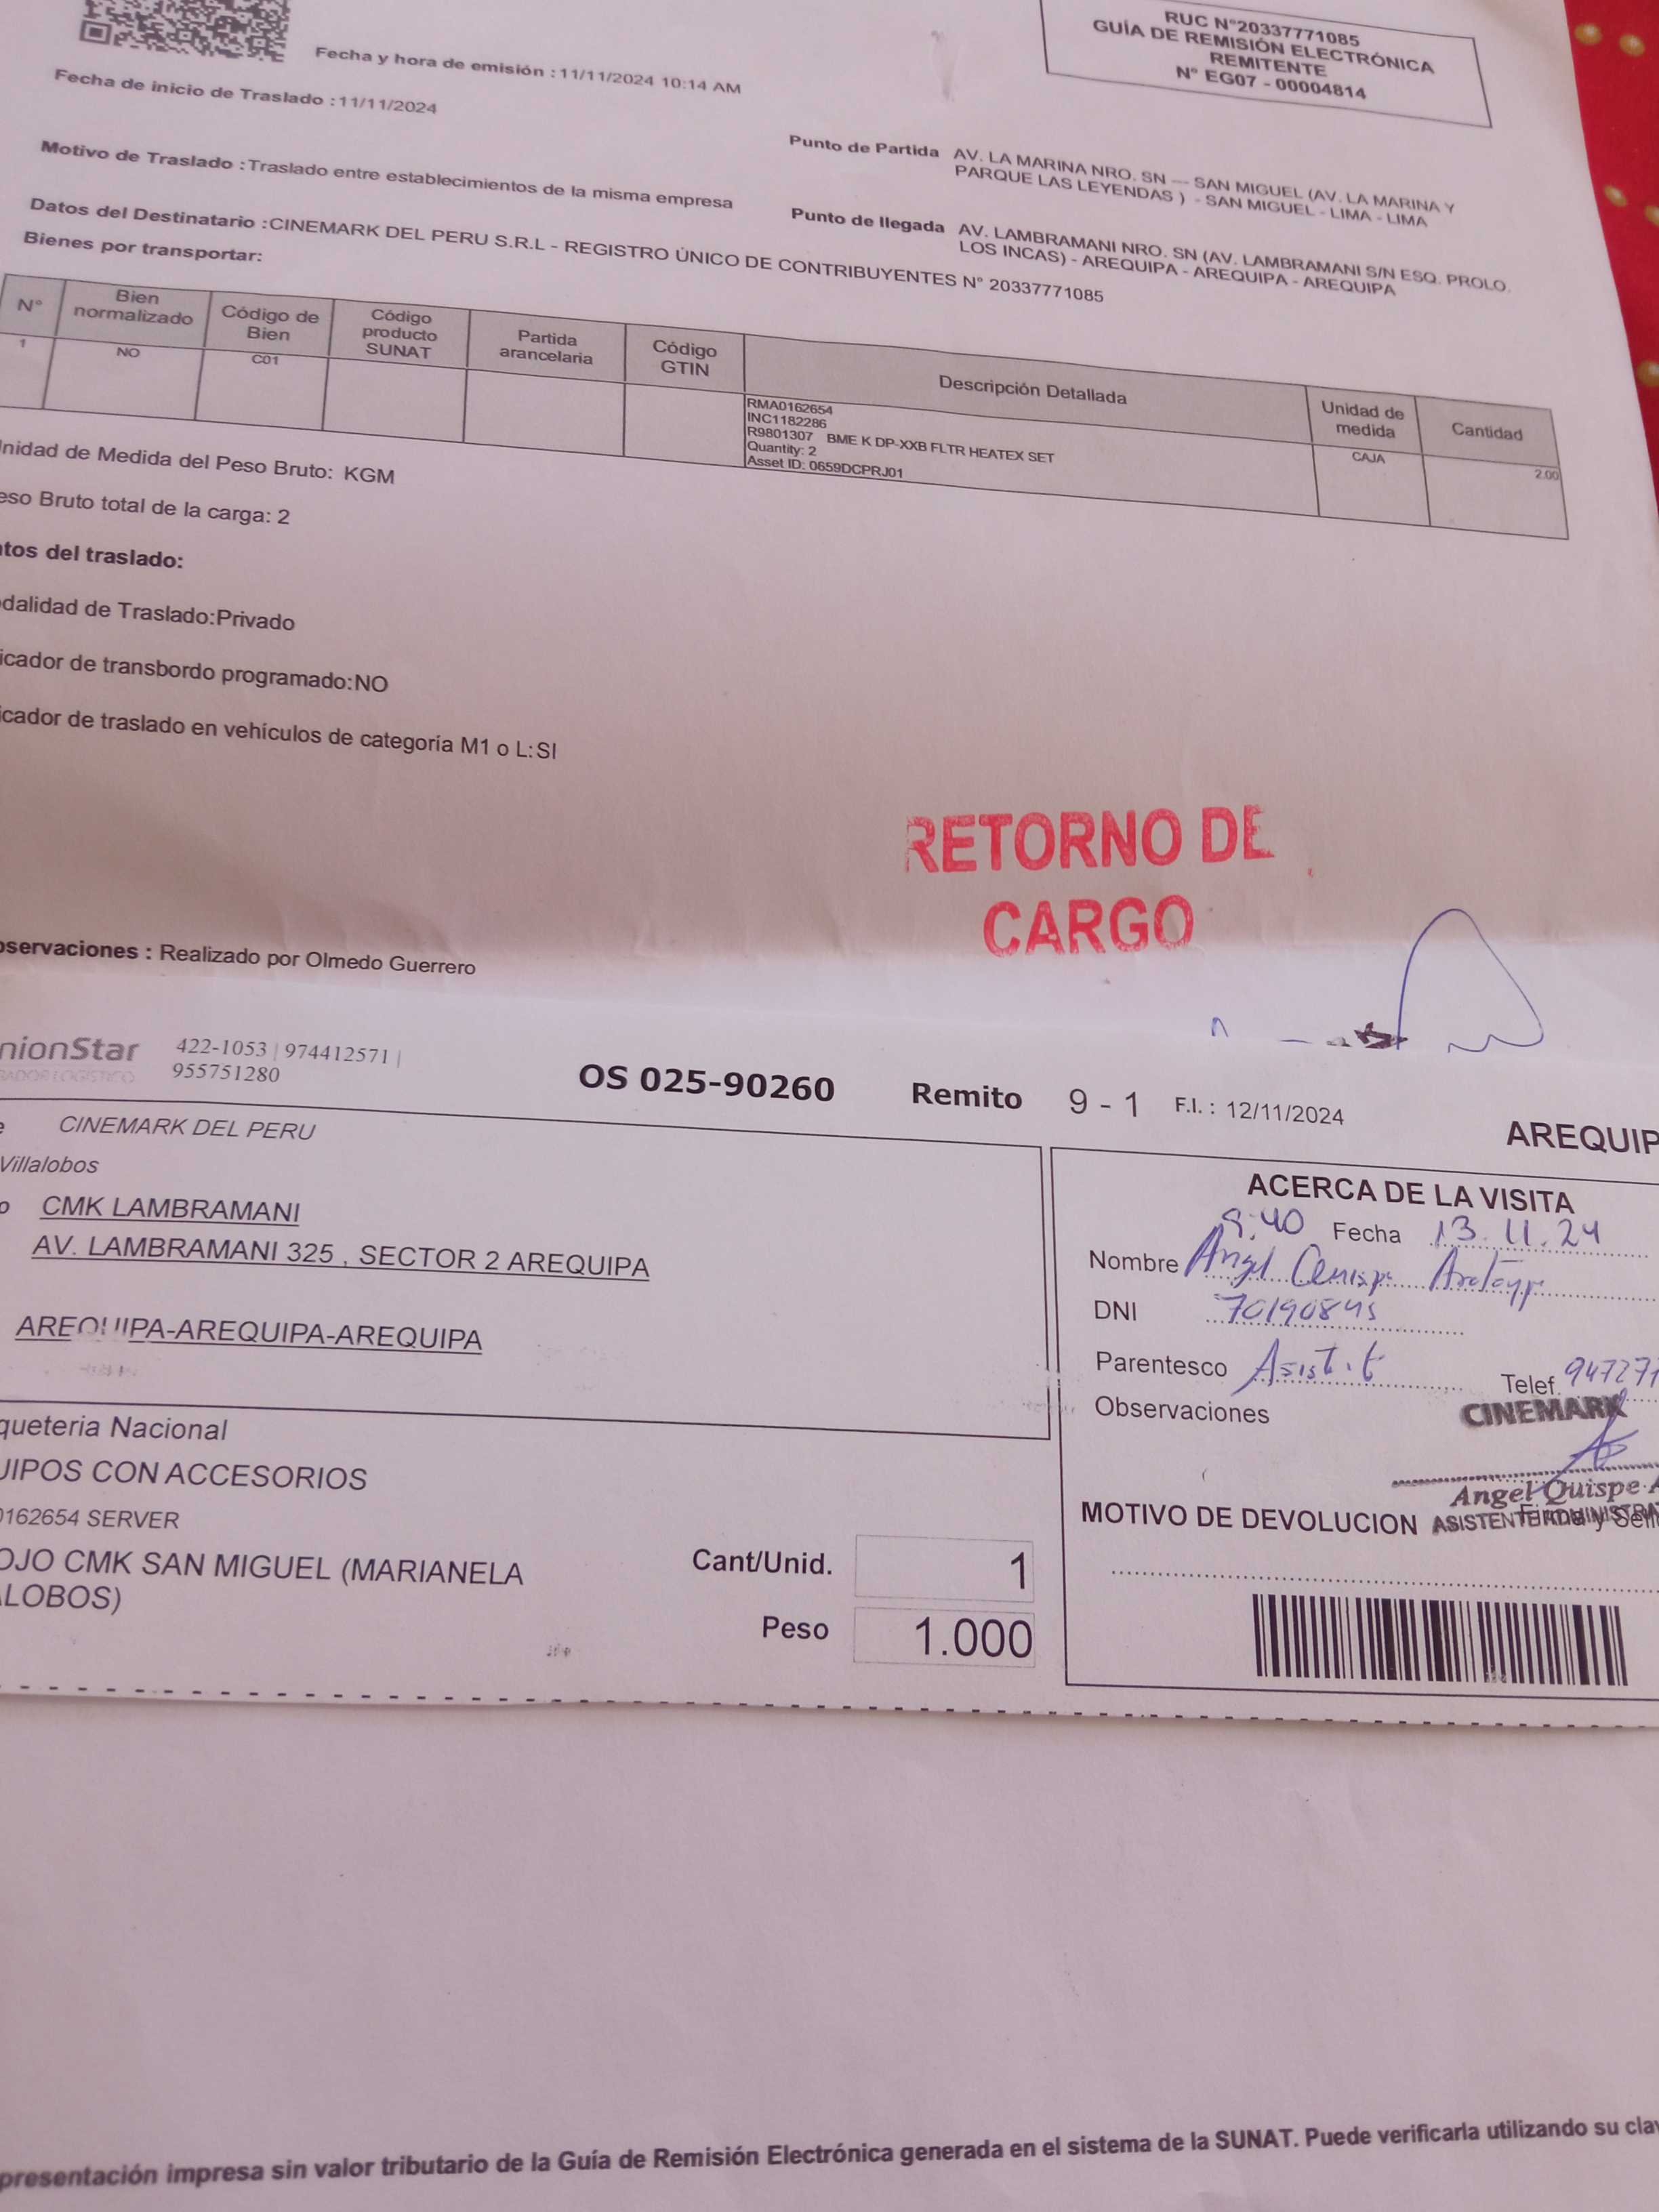 RUC N°20337771085
GUÍA DE REMISIÓN ELECTRÓNICA
REMITENTE
N° EG07 - 00004814
Fecha y hora de emisión : 11/11/2024 10:14 AM
Fecha de inicio de Traslado : 11/11/2024
Motivo de Traslado : Traslado entre establecimientos de la misma empresa
Datos del Destinatario : CINEMARK DEL PERU S.R.L - REGISTRO ÚNICO DE CONTRIBUYENTES N° 20337771085
Punto de Partida AV. LA MARINA NRO. SN --- SAN MIGUEL (AV. LA MARINA Y
PARQUE LAS LEYENDAS ) - SAN MIGUEL - LIMA - LIMA
Punto de llegada AV. LAMBRAMANI NRO. SN (AV. LAMBRAMANI S/N ESQ. PROLO.
LOS INCAS) - AREQUIPA - AREQUIPA - AREQUIPA
Bienes por transportar:
N° Bien normalizado Código de Bien Código producto SUNAT Partida arancelaria Código GTIN Descripción Detallada Unidad de medida Cantidad
1 NO C01 RMA0162654 CAJA 2.00
INC1182286
R9801307 BME K DP-XXB FLTR HEATEX SET
Quantity: 2
Asset ID: 0659DCPRJ01
nidad de Medida del Peso Bruto: KGM
eso Bruto total de la carga: 2
tos del traslado:
dalidad de Traslado:Privado
icador de transbordo programado:NO
icador de traslado en vehículos de categoría M1 o L:SI
RETORNO DE
CARGO
bservaciones : Realizado por Olmedo Guerrero
nionStar 422-1053 | 974412571 |
955751280
OS 025-90260 Remito 9 - 1 F.I. : 12/11/2024 AREQUIP
CINEMARK DEL PERU
Villalobos
o CMK LAMBRAMANI
AV. LAMBRAMANI 325 , SECTOR 2 AREQUIPA
AREQUIPA-AREQUIPA-AREQUIPA
queteria Nacional
UIPOS CON ACCESORIOS
0162654 SERVER
OJO CMK SAN MIGUEL (MARIANELA
LOBOS)
Cant/Unid. 1
Peso 1.000
ACERCA DE LA VISITA
9:40 Fecha 13.11.24
Nombre Angel
DNI 70190845
Parentesco Asist.
Telef. 94727
Observaciones
CINEMARK
Angel Quispe A
ASISTENTE ADMINISTRA
MOTIVO DE DEVOLUCION
presentación impresa sin valor tributario de la Guía de Remisión Electrónica generada en el sistema de la SUNAT. Puede verificarla utilizando su clav